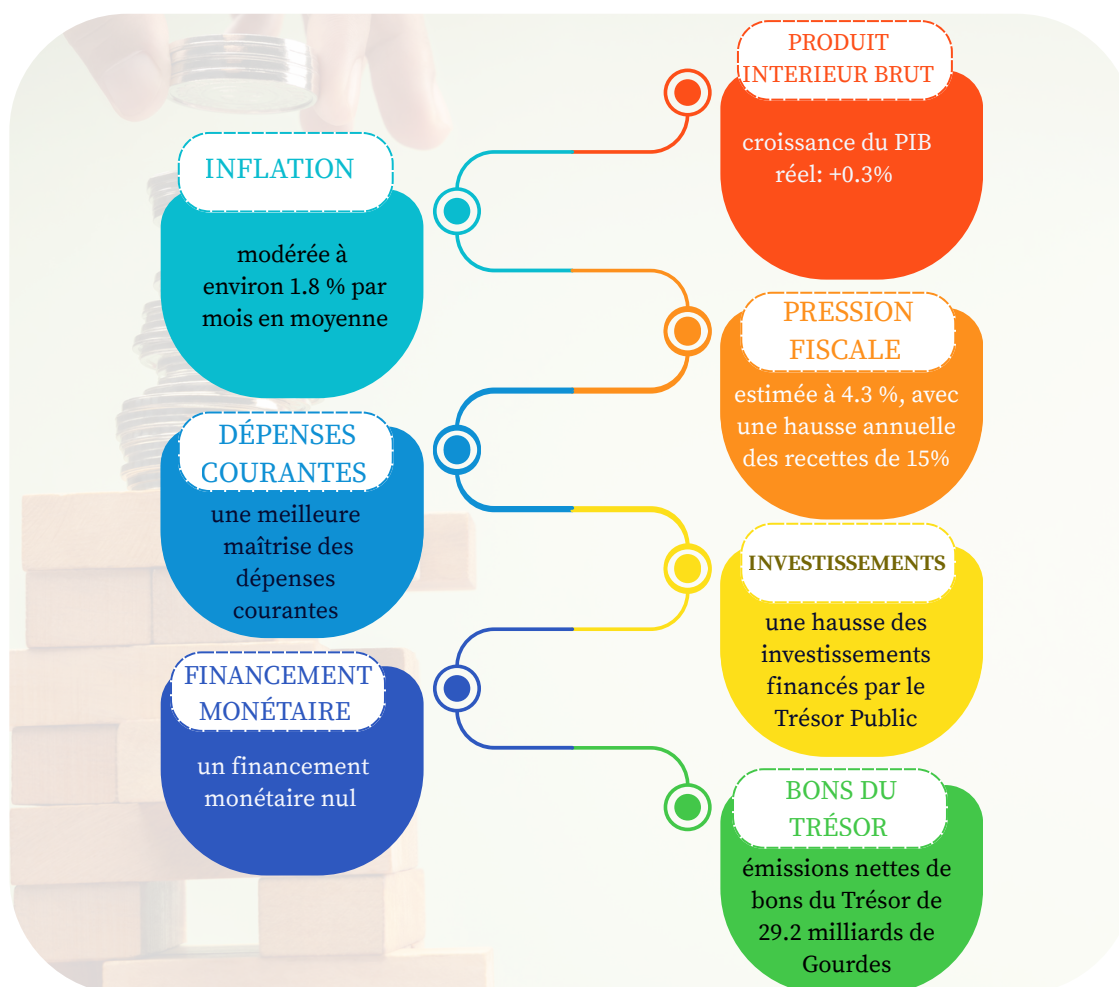 PRODUIT
INTERIEUR BRUT
croissance du PIB
réel: +0.3%
INFLATION
modérée à
environ 1.8 % par
mois en moyenne
PRESSION
FISCALE
estimée à 4.3 %, avec
une hausse annuelle
des recettes de 15%
DÉPENSES
COURANTES
une meilleure
maîtrise des
dépenses
courantes
INVESTISSEMENTS
une hausse des
investissements
financés par le
Trésor Public
FINANCEMENT
MONÉTAIRE
un financement
monétaire nul
BONS DU
TRÉSOR
émissions nettes de
bons du Trésor de
29.2 milliards de
Gourdes